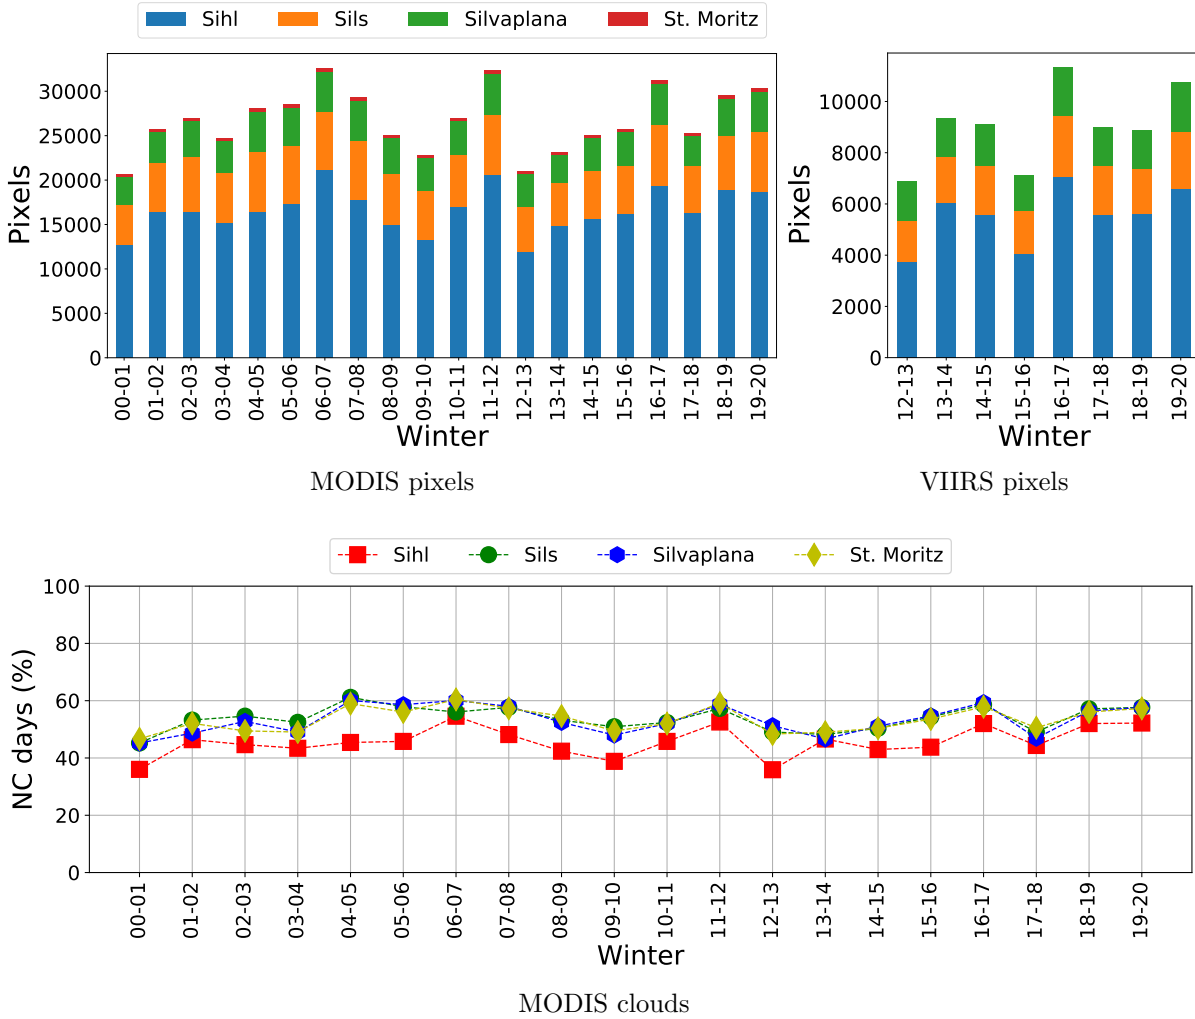 Sihl Sils Silvaplana St. Moritz
Pixels
30000
25000
20000
15000
10000
5000
0
00-01 01-02 02-03 03-04 04-05 05-06 06-07 07-08 08-09 09-10 10-11 11-12 12-13 13-14 14-15 15-16 16-17 17-18 18-19 19-20
Winter
MODIS pixels
Pixels
10000
8000
6000
4000
2000
0
12-13 13-14 14-15 15-16 16-17 17-18 18-19 19-20
Winter
VIIRS pixels
Sihl Sils Silvaplana St. Moritz
NC days (%)
100
80
60
40
20
0
00-01 01-02 02-03 03-04 04-05 05-06 06-07 07-08 08-09 09-10 10-11 11-12 12-13 13-14 14-15 15-16 16-17 17-18 18-19 19-20
Winter
MODIS clouds